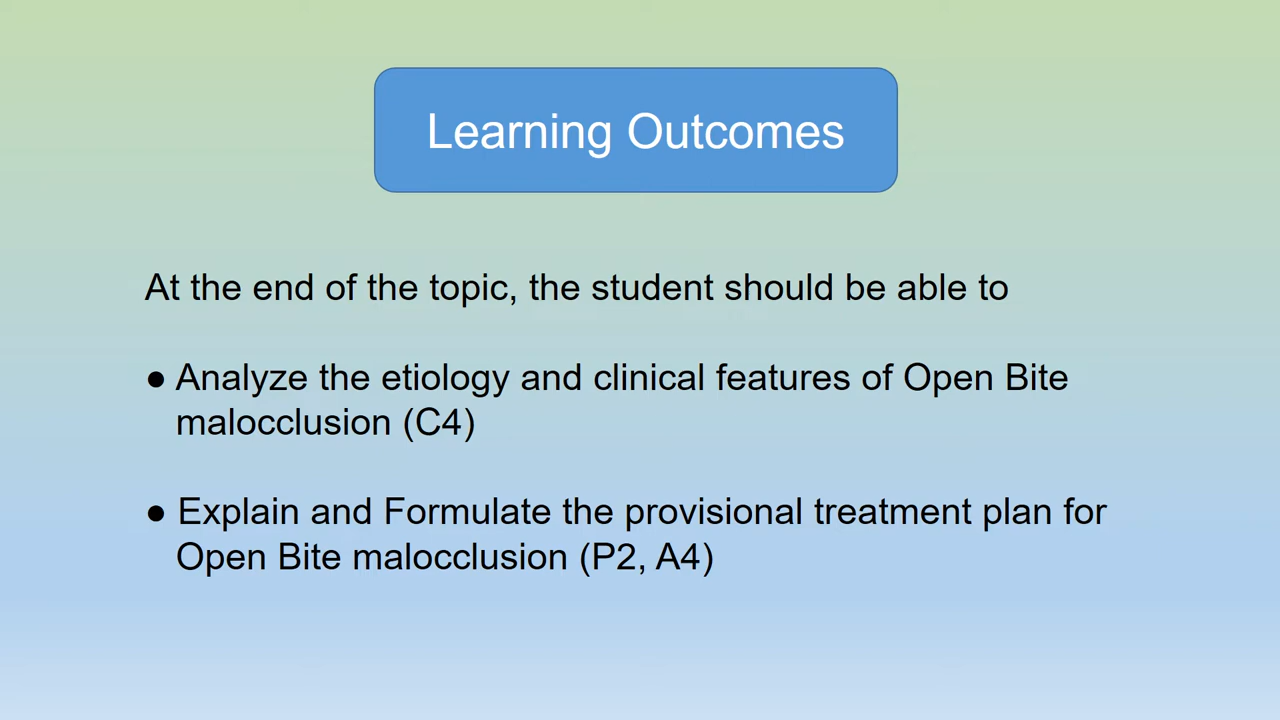 Learning Outcomes
At the end of the topic, the student should be able to
● Analyze the etiology and clinical features of Open Bite
malocclusion (C4)
● Explain and Formulate the provisional treatment plan for
Open Bite malocclusion (P2, A4)